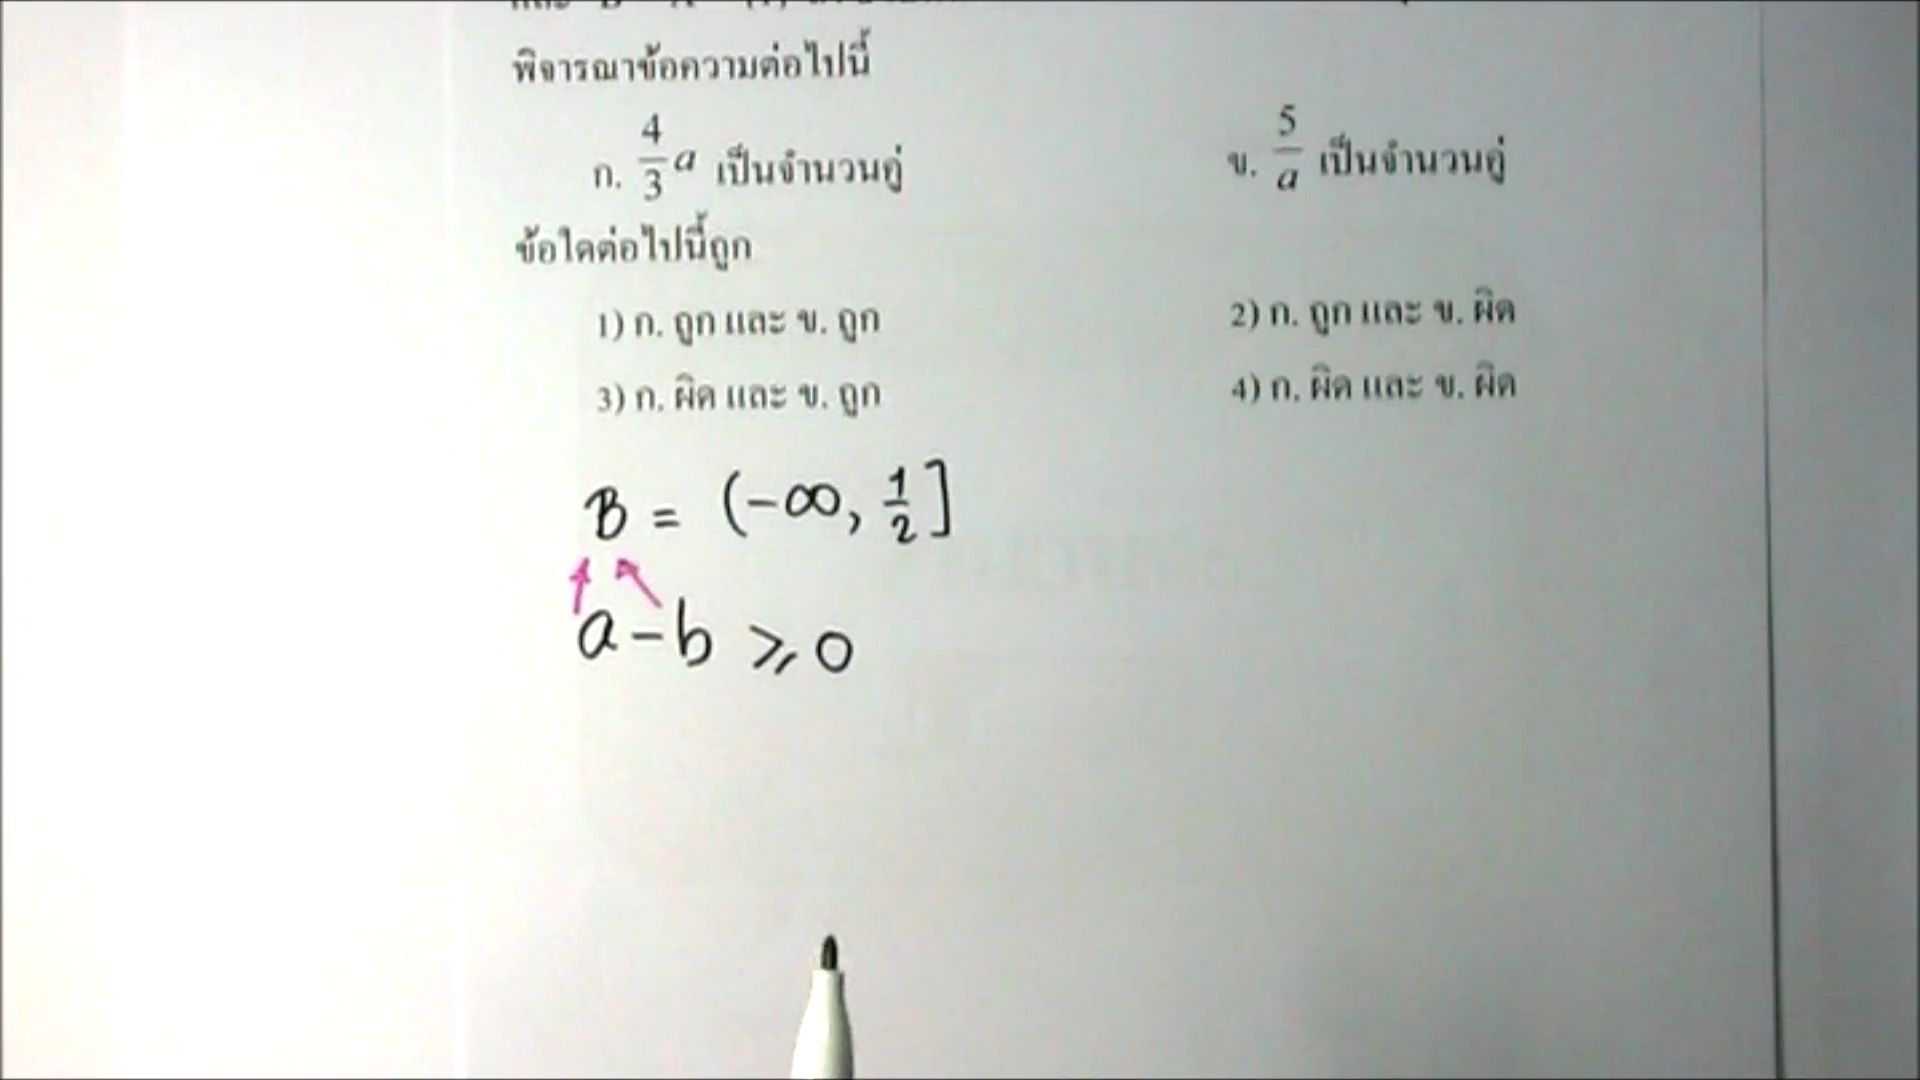 พิจารณาข้อความต่อไปนี้
ก. 4/3 a เป็นจำนวนคู่ ข. 5/a เป็นจำนวนคู่
ข้อใดต่อไปนี้ถูก
1) ก. ถูก และ ข. ถูก 2) ก. ถูก และ ข. ผิด
3) ก. ผิด และ ข. ถูก 4) ก. ผิด และ ข. ผิด
B = (-∞, 1/2]
a - b ⩾ 0